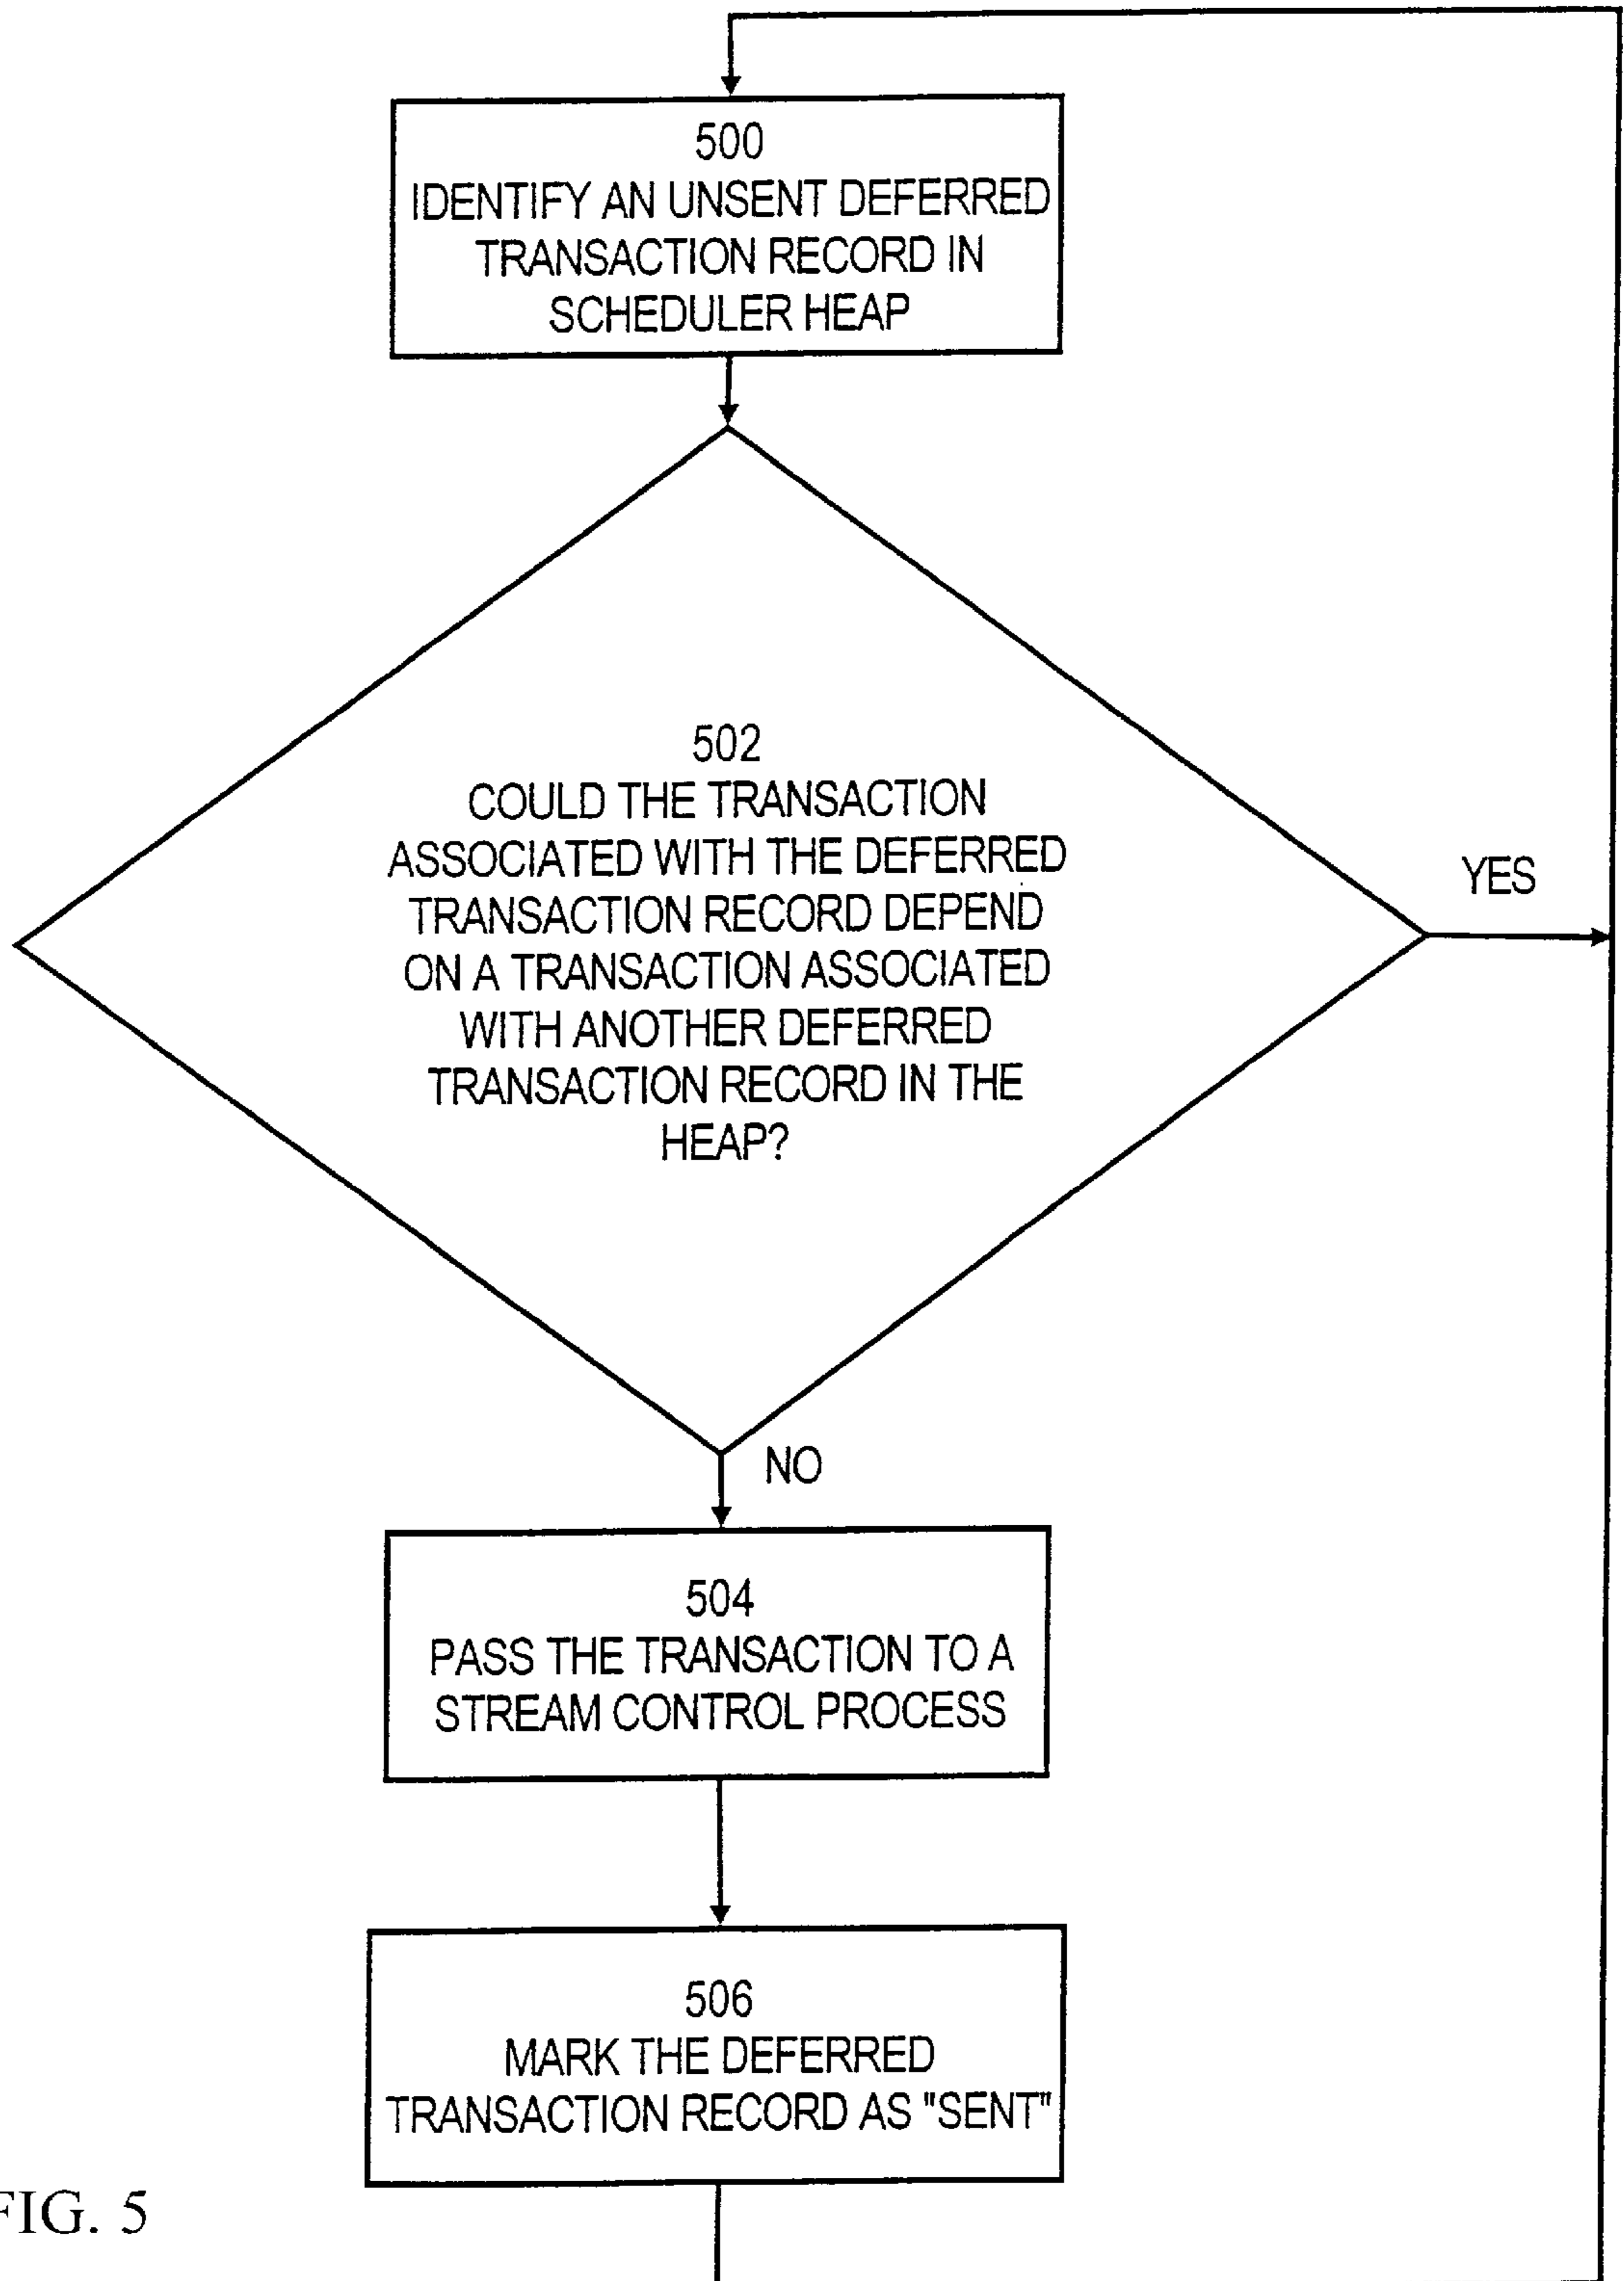 500
IDENTIFY AN UNSENT DEFERRED
TRANSACTION RECORD IN
SCHEDULER HEAP
502
COULD THE TRANSACTION
ASSOCIATED WITH THE DEFERRED
TRANSACTION RECORD DEPEND
ON A TRANSACTION ASSOCIATED
WITH ANOTHER DEFERRED
TRANSACTION RECORD IN THE
HEAP?
YES
NO
504
PASS THE TRANSACTION TO A
STREAM CONTROL PROCESS
506
MARK THE DEFERRED
TRANSACTION RECORD AS "SENT"
FIG. 5